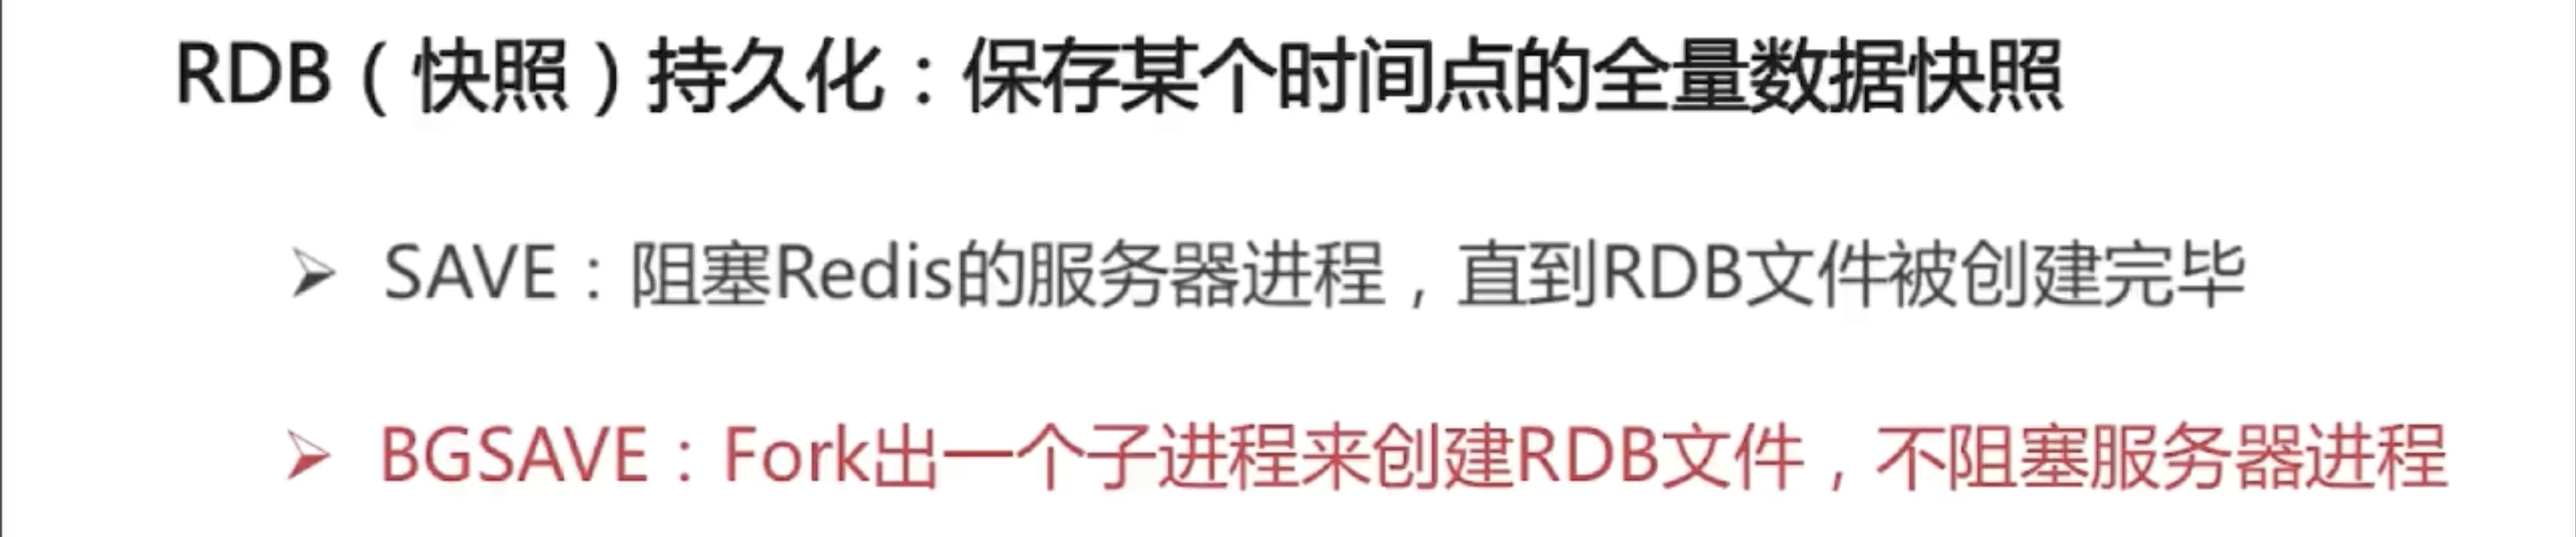 RDB（快照）持久化：保存某个时间点的全量数据快照
➢ SAVE：阻塞Redis的服务器进程，直到RDB文件被创建完毕
➢ BGSAVE：Fork出一个子进程来创建RDB文件，不阻塞服务器进程